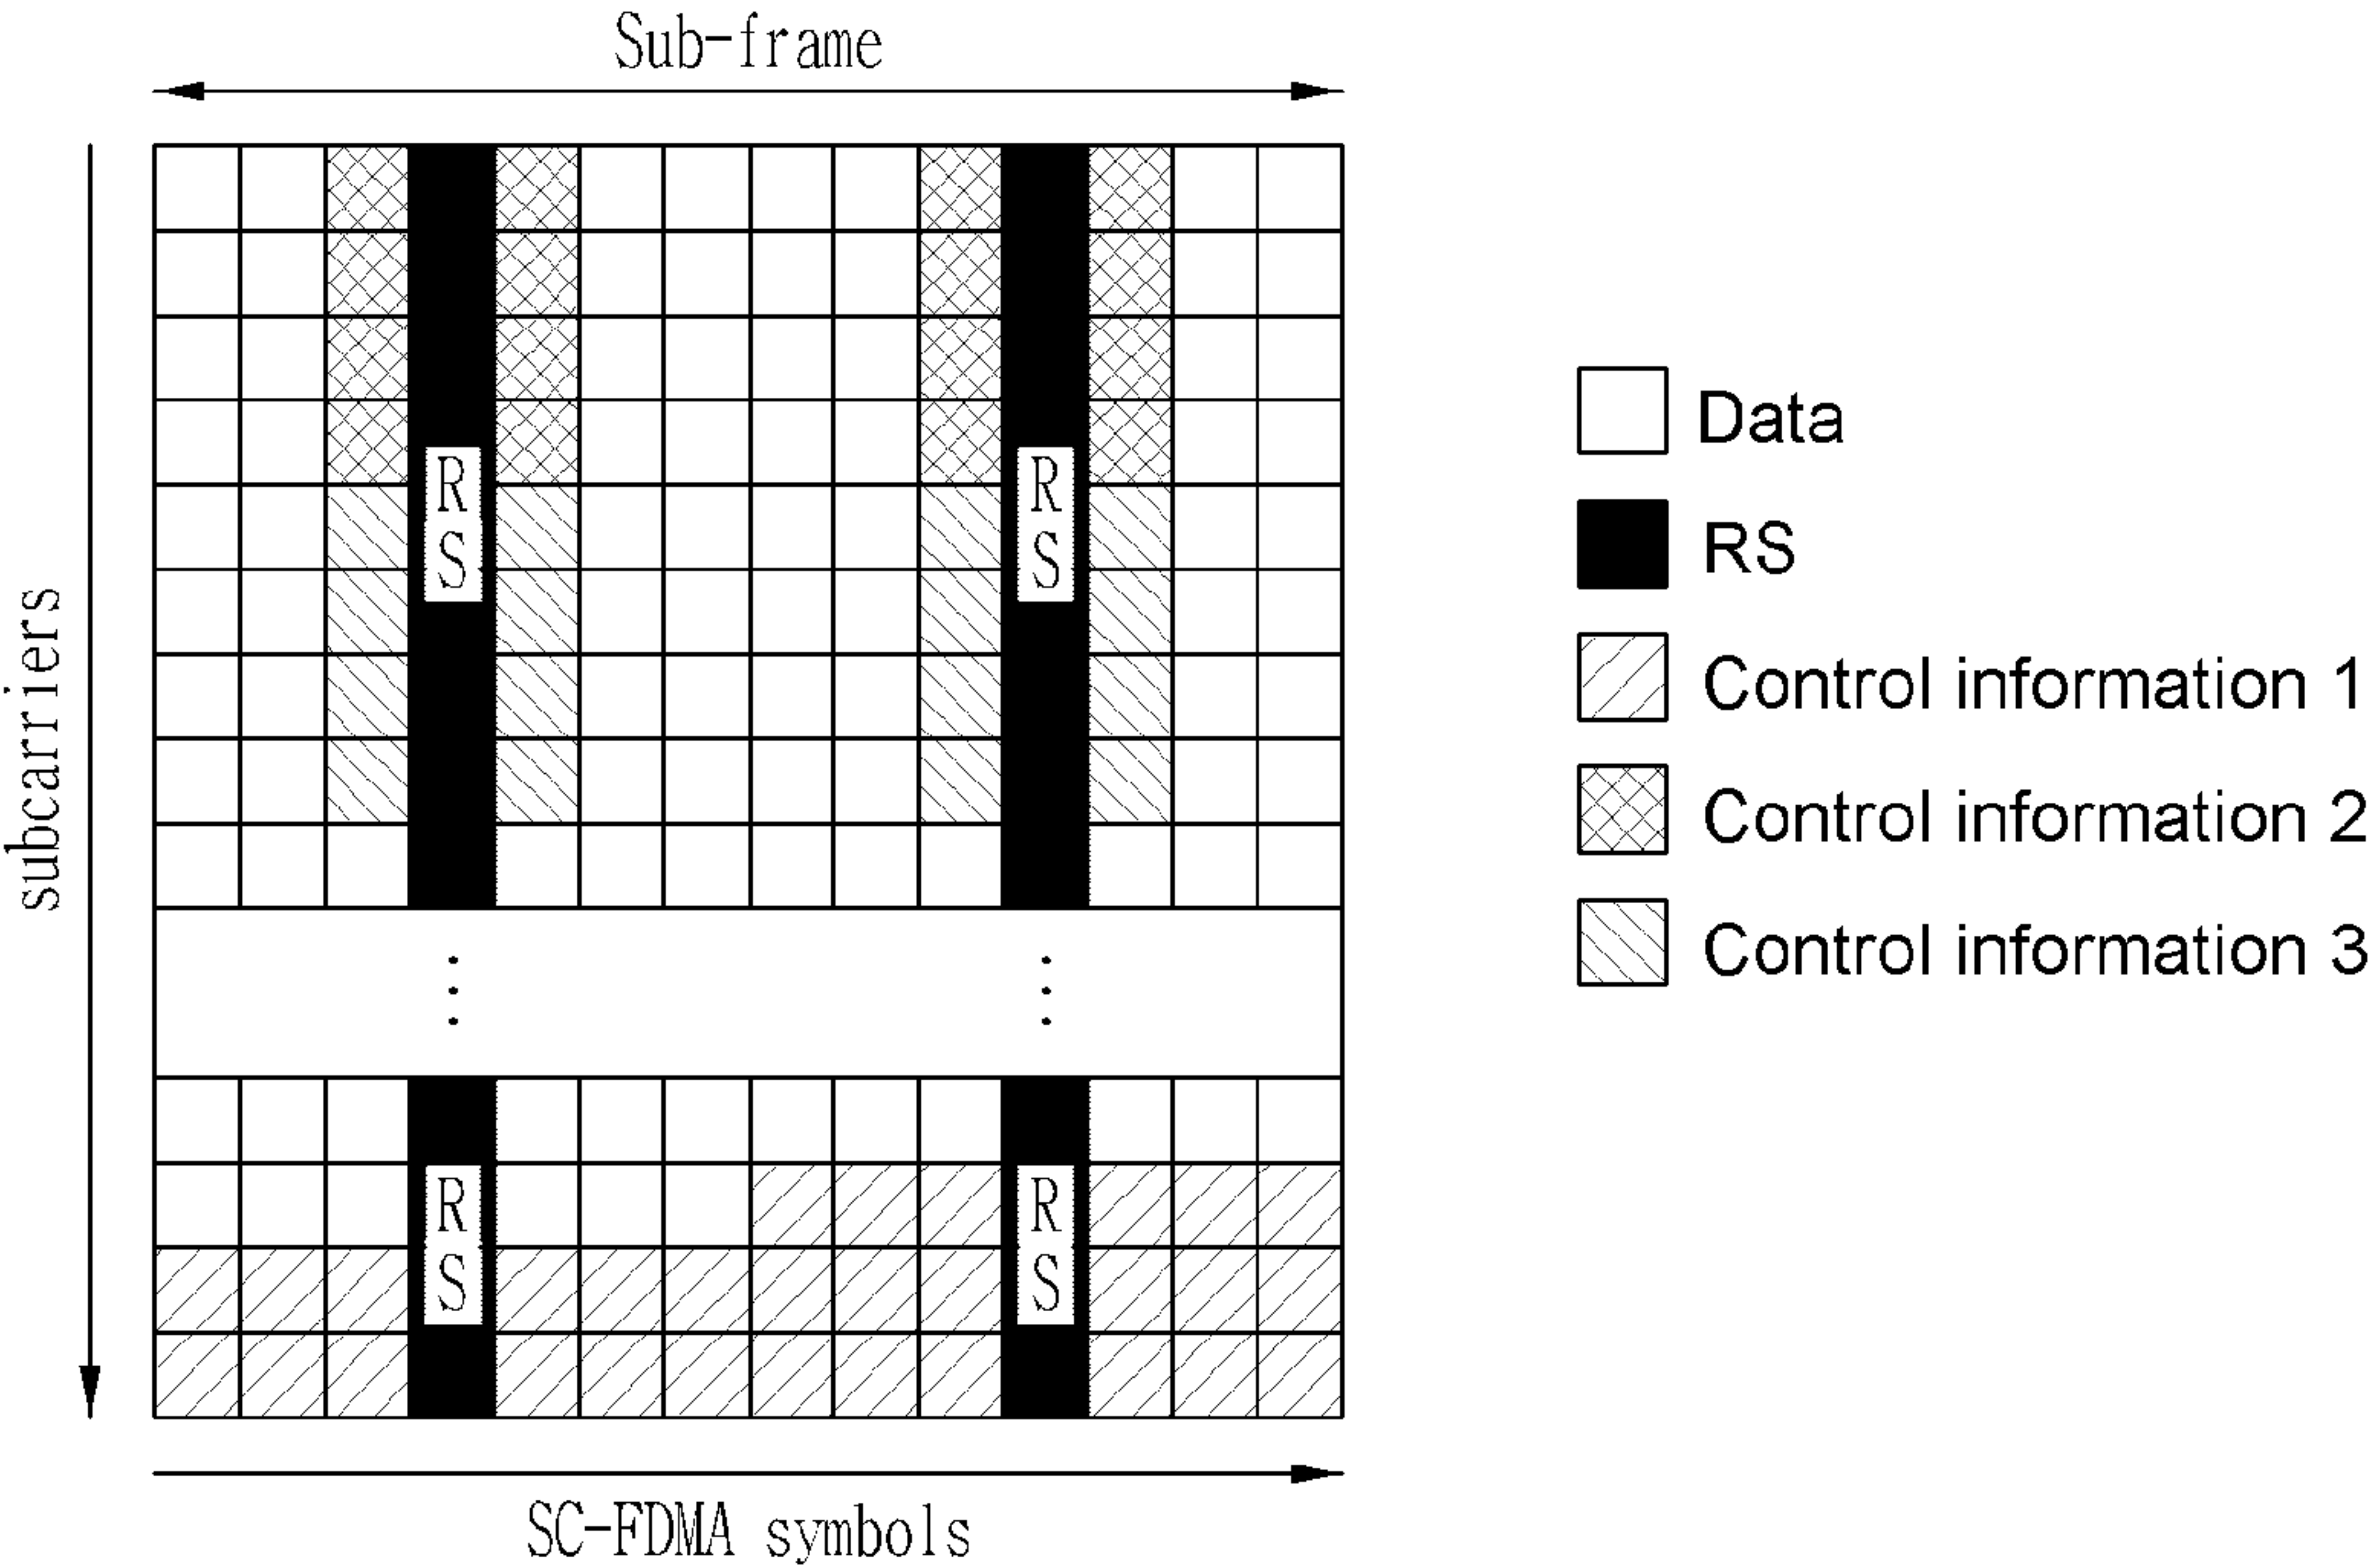 Sub-frame
subcarriers
R
S
R
S
R
S
R
S
SC-FDMA symbols
Data
RS
Control information 1
Control information 2
Control information 3